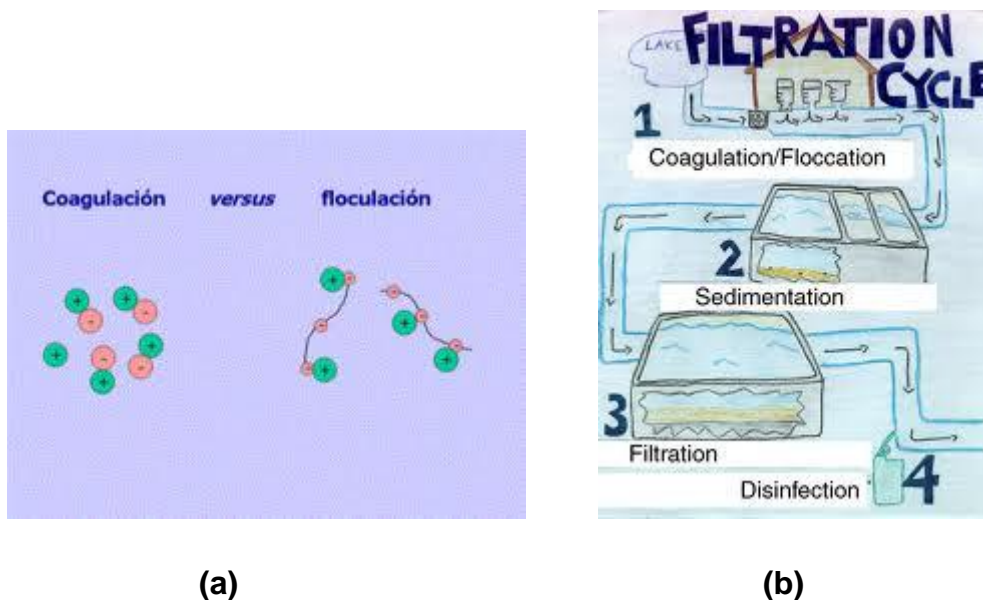 Coagulación versus floculación
+ + - - + - + - +
+ - - + - - + - +
(a)
LAKE
FILTRATION
CYCLE
1
Coagulation/Floccation
2
Sedimentation
3
Filtration
Disinfection
4
(b)